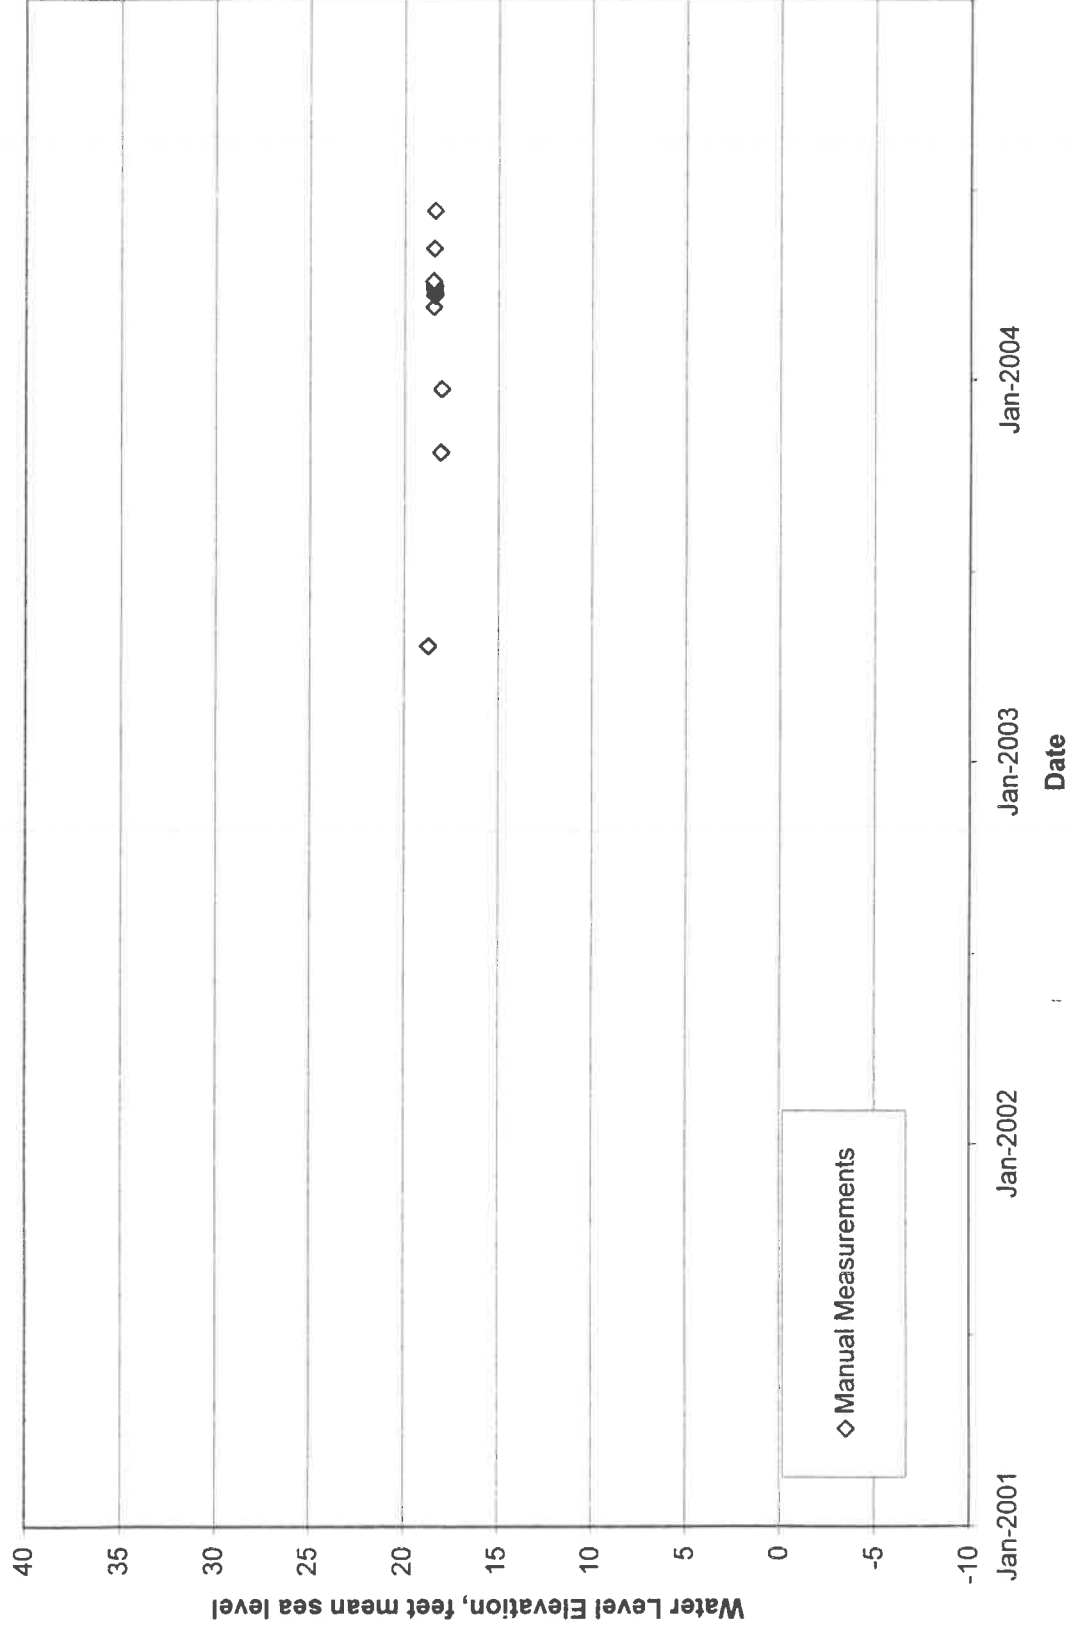 Water Level Elevation, feet mean sea level
40
35
30
25
20
15
10
5
0
-5
-10
◇ Manual Measurements
Jan-2001
Jan-2002
Jan-2003
Jan-2004
Date